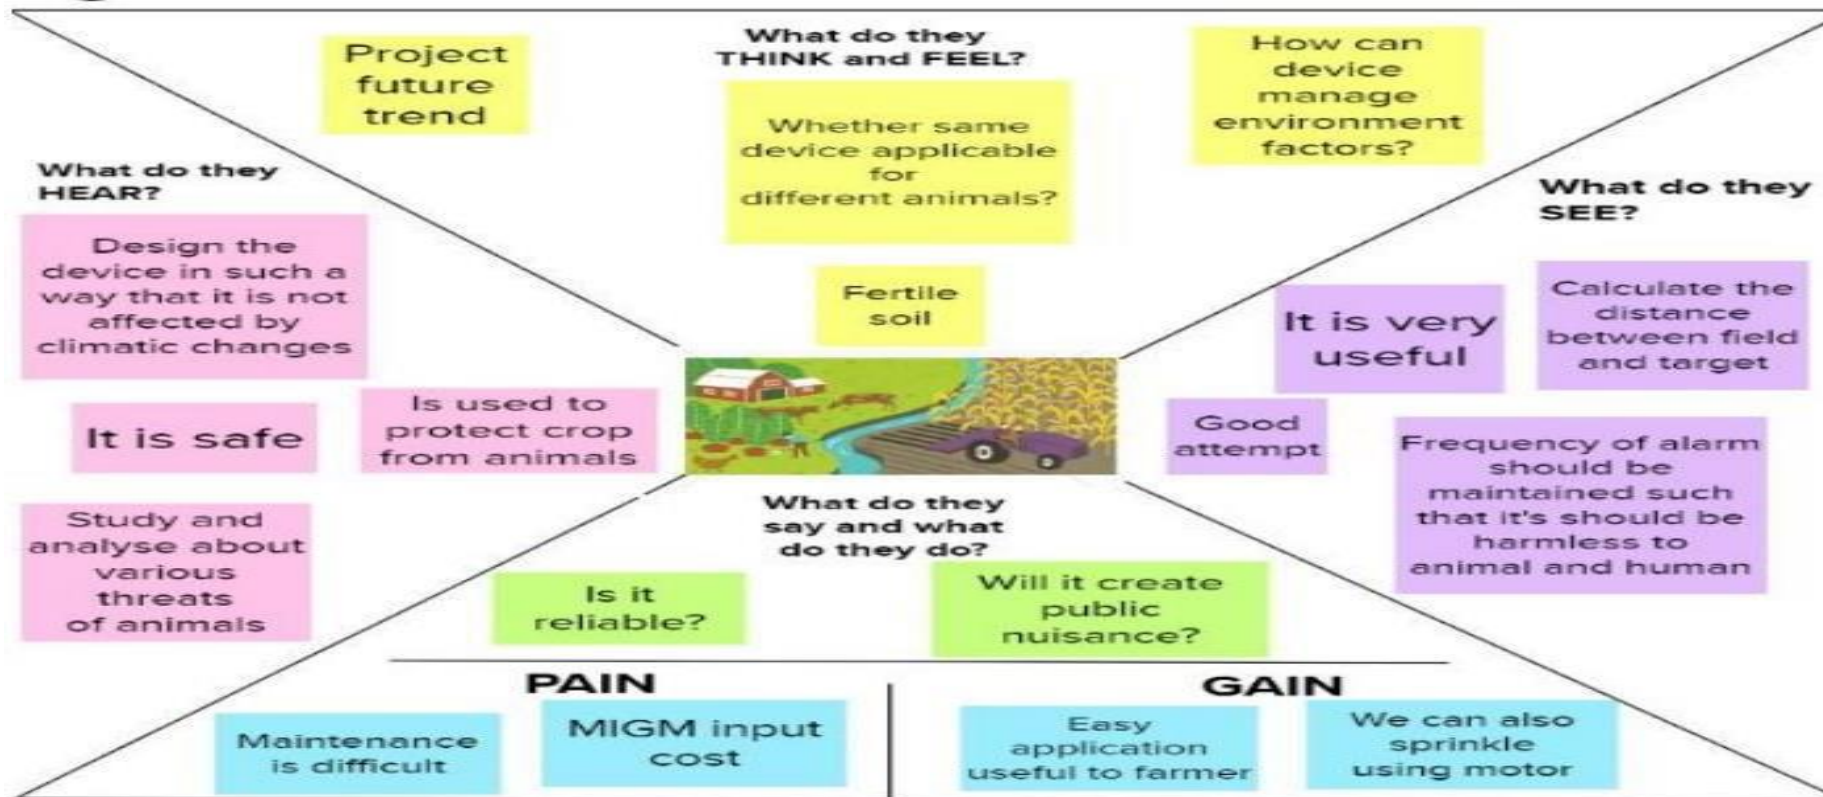 What do they
THINK and FEEL?
Project
future
trend
Whether same
device applicable
for
different animals?
How can
device
manage
environment
factors?
Fertile
soil
What do they
HEAR?
Design the
device in such a
way that it is not
affected by
climatic changes
It is safe
Is used to
protect crop
from animals
Study and
analyse about
various
threats
of animals
What do they
SEE?
It is very
useful
Calculate the
distance
between field
and target
Good
attempt
Frequency of alarm
should be
maintained such
that it's should be
harmless to
animal and human
What do they
say and what
do they do?
Is it
reliable?
Will it create
public
nuisance?
PAIN
Maintenance
is difficult
MIGM input
cost
GAIN
Easy
application
useful to farmer
We can also
sprinkle
using motor